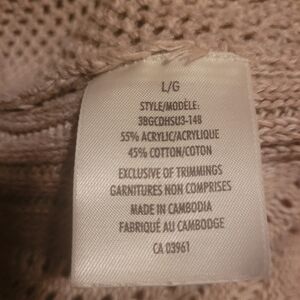 L/G
STYLE/MODÈLE:
3BGCDHSU3-148
55% ACRYLIC/ACRYLIQUE
45% COTTON/COTON
EXCLUSIVE OF TRIMMINGS
GARNITURES NON COMPRISES
MADE IN CAMBODIA
FABRIQUÉ AU CAMBODGE
CA 03961